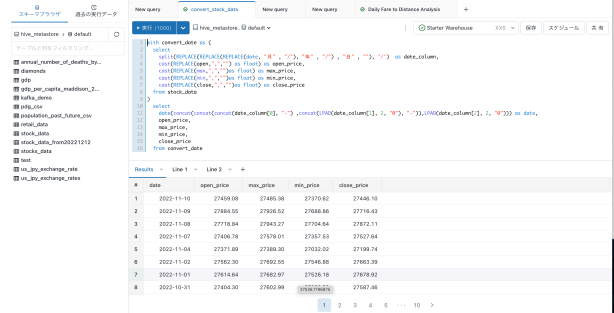 スキーマブラウザ
過去の実行データ
New query
convert_stock_data
New query
New query
Daily Fare to Distance Analysis
+
実行 (1000)
hive_metastore.
default
Starter Warehouse
XXS
保存
スケジュール
共有
hive_metastore
default
テーブルと列をフィルタリング...
annual_number_of_deaths_by...
diamonds
gdp
gdp_per_capita_maddison_2...
kafka_demo
pdg_csv
population_past_future_csv
retail_data
stock_data
stock_data_from20221212
stocks_data
test
us_jpy_exchange_rate
us_jpy_exchange_rates
with convert_date as (
select
split(REPLACE(REPLACE(REPLACE(date, "月" , "/"), "年" , "/") , "日" , ""), "/") as date_column,
cast(REPLACE(open,",","")as float) as open_price,
cast(REPLACE(max,",","")as float) as max_price,
cast(REPLACE(min,",","")as float) as min_price,
cast(REPLACE(close,",","")as float) as close_price
from stock_data
)
select
date(concat(concat(concat(date_column[0] ,"-") ,concat(LPAD(date_column[1], 2, "0"), "-")),LPAD(date_column[2], 2, "0"))) as date,
open_price,
max_price,
min_price,
close_price
from convert_date
Results
Line 1
Line 2
+
# date open_price max_price min_price close_price
1 2022-11-10 27459.08 27485.38 27370.62 27446.10
2 2022-11-09 27884.55 27926.52 27688.86 27716.43
3 2022-11-08 27718.84 27943.27 27704.64 27872.11
4 2022-11-07 27406.78 27578.01 27357.53 27527.64
5 2022-11-04 27371.89 27389.30 27032.02 27199.74
6 2022-11-02 27562.30 27692.55 27546.88 27663.39
7 2022-11-01 27614.64 27682.97 27526.18 27678.92
8 2022-10-31 27404.30 27602.99 27587.46
1 2 3 4 5 ··· 10 >